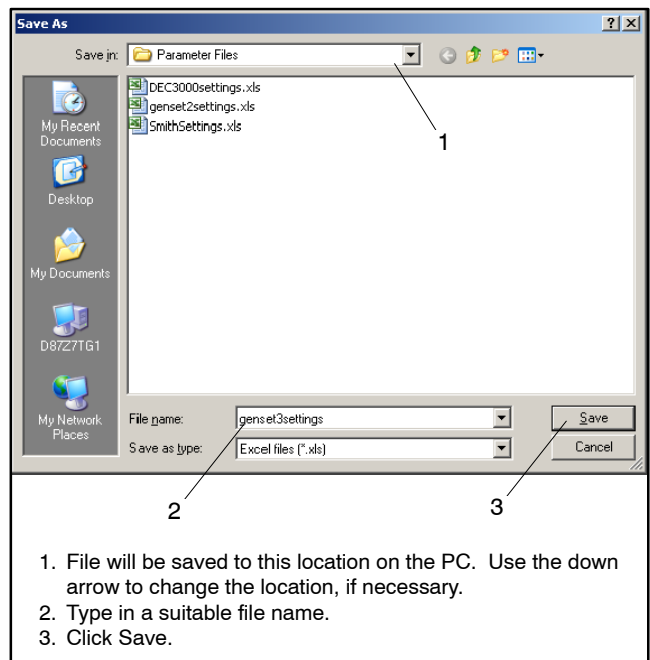 Save As
Save in: Parameter Files
DEC3000settings.xls
genset2settings.xls
SmithSettings.xls
My Recent
Documents
Desktop
My Documents
D87Z7TG1
My Network
Places
1
File name: genset3settings Save
Save as type: Excel files (*.xls) Cancel
2
3
1. File will be saved to this location on the PC. Use the down
arrow to change the location, if necessary.
2. Type in a suitable file name.
3. Click Save.